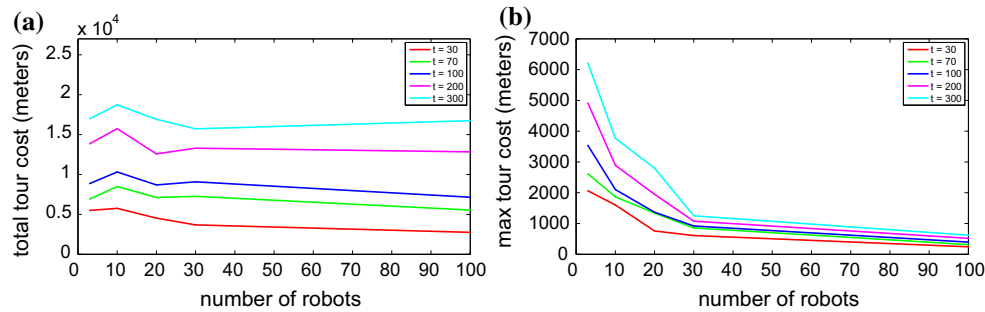 (a)
x 10⁴
2.5
2
1.5
1
0.5
0
total tour cost (meters)
0 10 20 30 40 50 60 70 80 90 100
number of robots
t = 30
t = 70
t = 100
t = 200
t = 300
(b)
7000
6000
5000
4000
3000
2000
1000
0
max tour cost (meters)
0 10 20 30 40 50 60 70 80 90 100
number of robots
t = 30
t = 70
t = 100
t = 200
t = 300